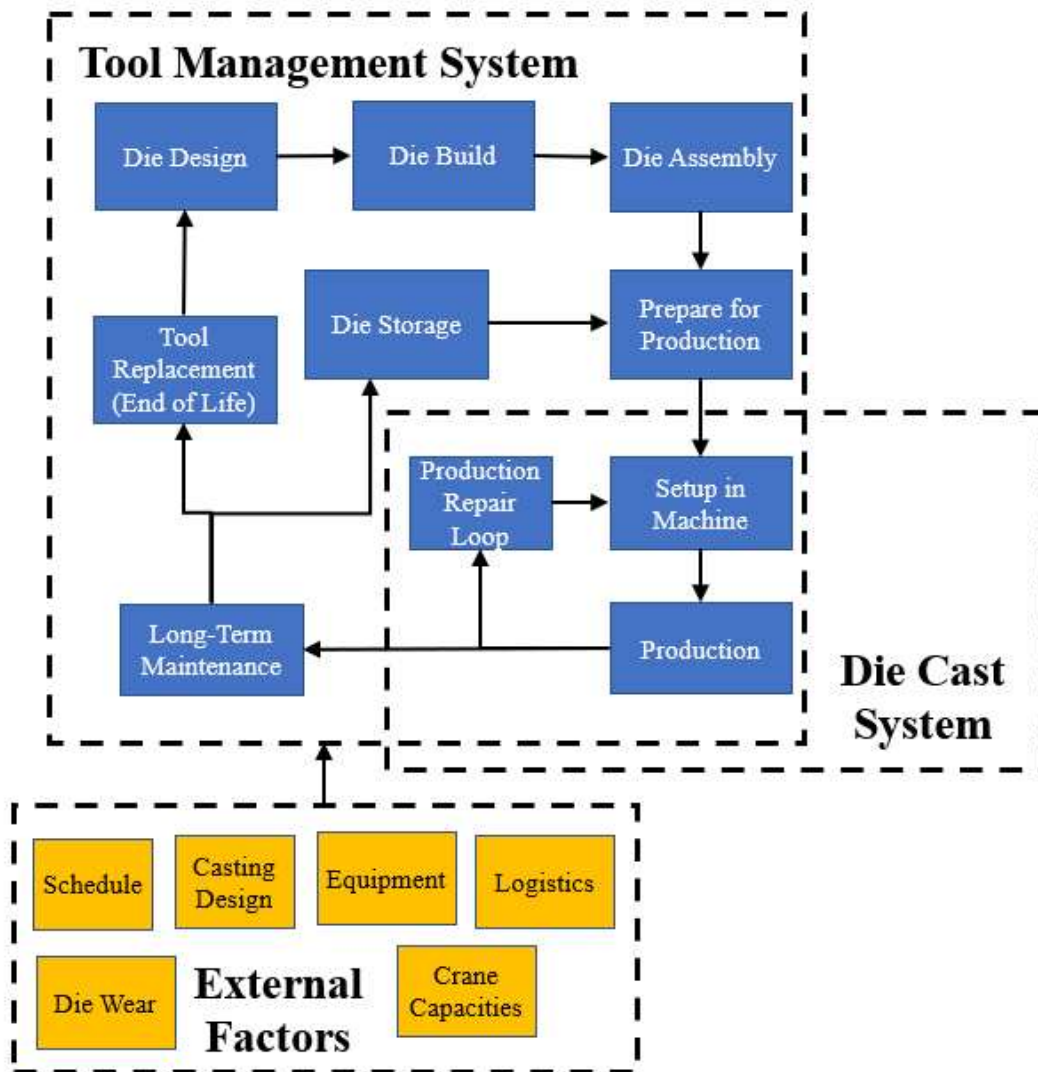 Tool Management System
Die Design
Die Build
Die Assembly
Tool
Replacement
(End of Life)
Die Storage
Prepare for
Production
Production
Repair
Loop
Setup in
Machine
Long-Term
Maintenance
Production
Die Cast
System
Schedule
Casting
Design
Equipment
Logistics
Die Wear
External
Factors
Crane
Capacities